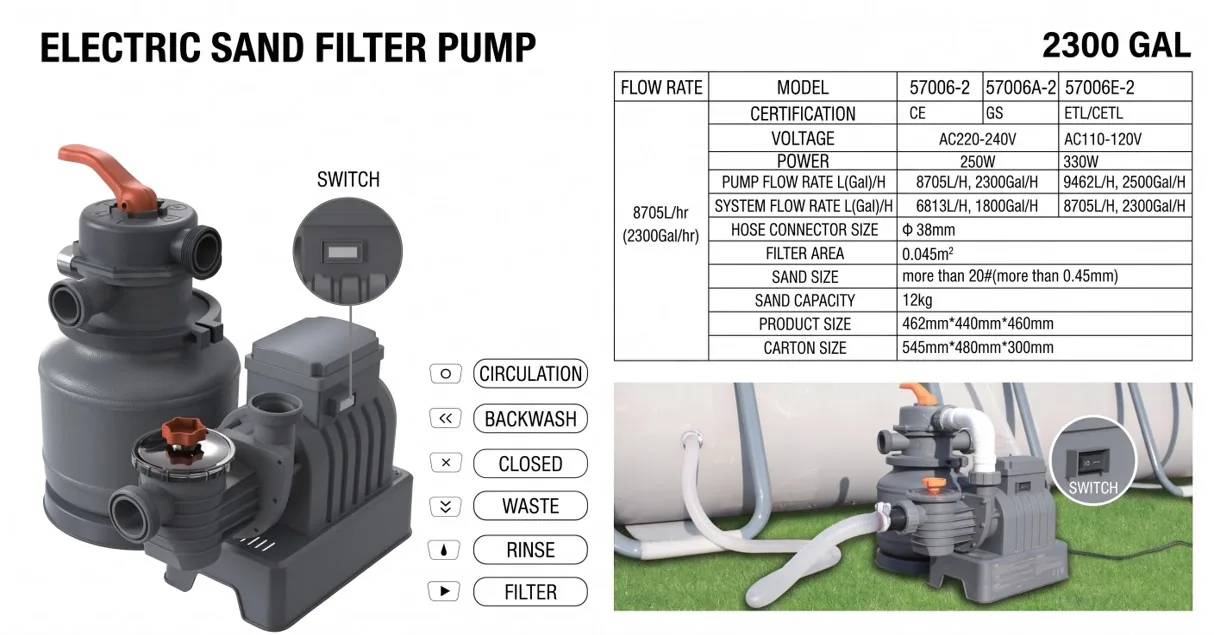 ELECTRIC SAND FILTER PUMP
2300 GAL
FLOW RATE MODEL 57006-2 57006A-2 57006E-2
CERTIFICATION CE GS ETL/CETL
VOLTAGE AC220-240V AC110-120V
POWER 250W 330W
PUMP FLOW RATE L(Gal)/H 8705L/H, 2300Gal/H 9462L/H, 2500Gal/H
8705L/hr
(2300Gal/hr)
SYSTEM FLOW RATE L(Gal)/H 6813L/H, 1800Gal/H 8705L/H, 2300Gal/H
HOSE CONNECTOR SIZE Φ 38mm
FILTER AREA 0.045m²
SAND SIZE more than 20#(more than 0.45mm)
SAND CAPACITY 12kg
PRODUCT SIZE 462mm*440mm*460mm
CARTON SIZE 545mm*480mm*300mm
SWITCH
CIRCULATION
BACKWASH
CLOSED
WASTE
RINSE
FILTER
SWITCH